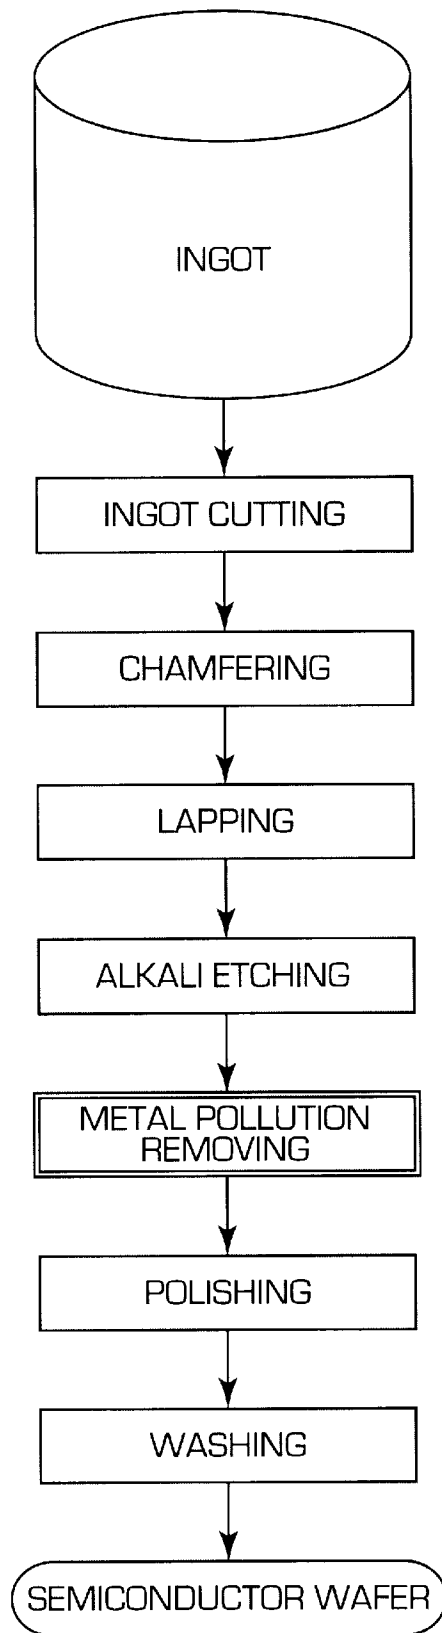 INGOT
INGOT CUTTING
CHAMFERING
LAPPING
ALKALI ETCHING
METAL POLLUTION
REMOVING
POLISHING
WASHING
SEMICONDUCTOR WAFER